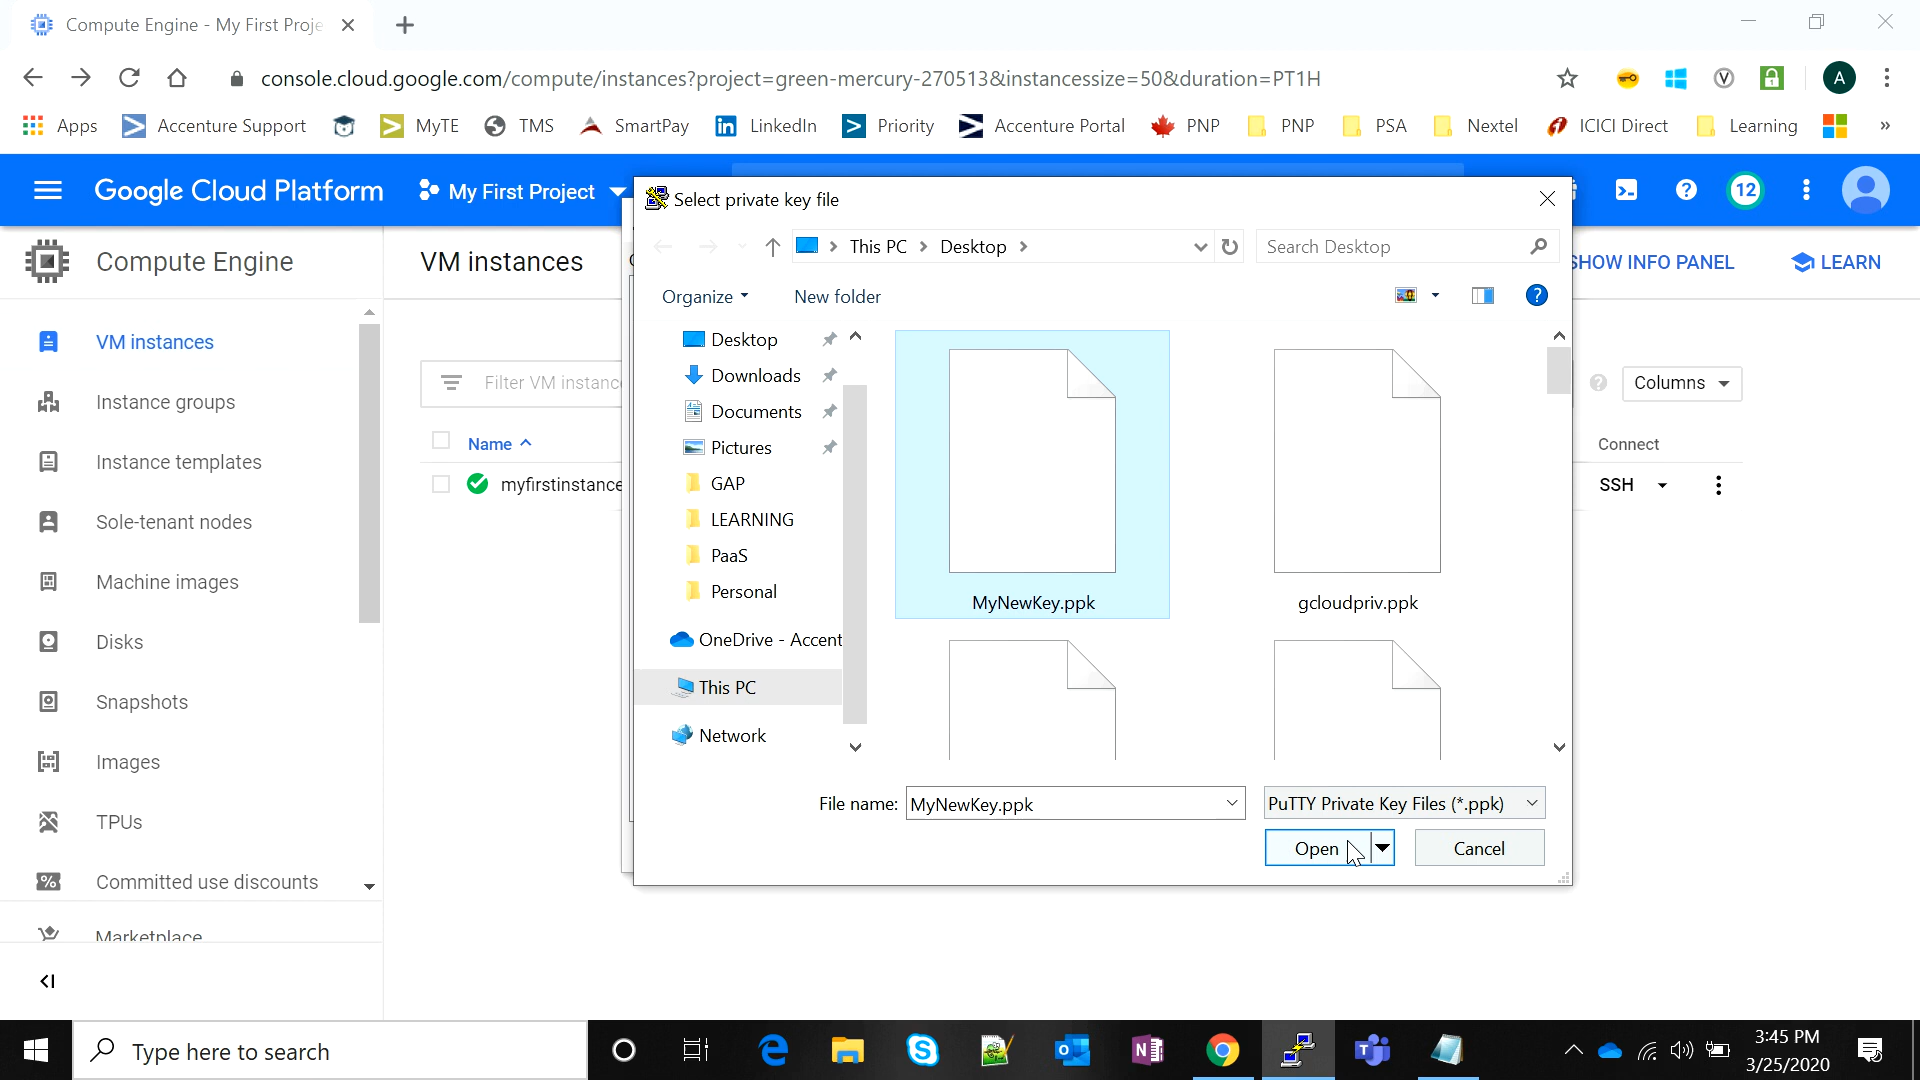 Compute Engine - My First Proje
console.cloud.google.com/compute/instances?project=green-mercury-270513&instancessize=50&duration=PT1H
A
Apps
Accenture Support
MyTE
TMS
SmartPay
LinkedIn
Priority
Accenture Portal
PNP
PNP
PSA
Nextel
ICICI Direct
Learning
»
Google Cloud Platform
My First Project
12
Select private key file
This PC
Desktop
Search Desktop
Organize
New folder
Compute Engine
VM instances
SHOW INFO PANEL
LEARN
VM instances
Instance groups
Instance templates
Sole-tenant nodes
Machine images
Disks
Snapshots
Images
TPUs
Committed use discounts
Marketplace
Filter VM instance
Columns
Name
Connect
myfirstinstance
SSH
Desktop
Downloads
Documents
Pictures
GAP
LEARNING
PaaS
Personal
OneDrive - Accent
This PC
Network
MyNewKey.ppk
gcloudpriv.ppk
File name:
MyNewKey.ppk
PuTTY Private Key Files (*.ppk)
Open
Cancel
Type here to search
3:45 PM
3/25/2020